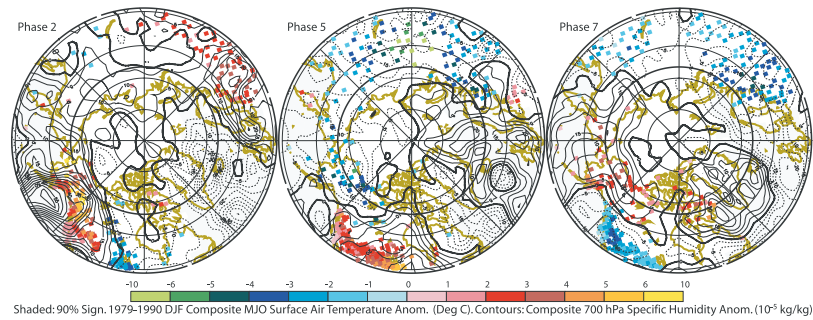 Phase 2
Phase 5
Phase 7
-10 -6 -5 -4 -3 -2 -1 0 1 2 3 4 5 6 10
Shaded: 90% Sign. 1979-1990 DJF Composite MJO Surface Air Temperature Anom. (Deg C). Contours: Composite 700 hPa Specific Humidity Anom. (10-5 kg/kg)